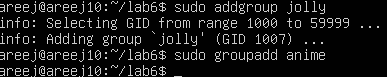 areej@areej10:~/lab6$ sudo addgroup jolly
info: Selecting GID from range 1000 to 59999 ...
info: Adding group `jolly' (GID 1007) ...
areej@areej10:~/lab6$ sudo groupadd anime
areej@areej10:~/lab6$